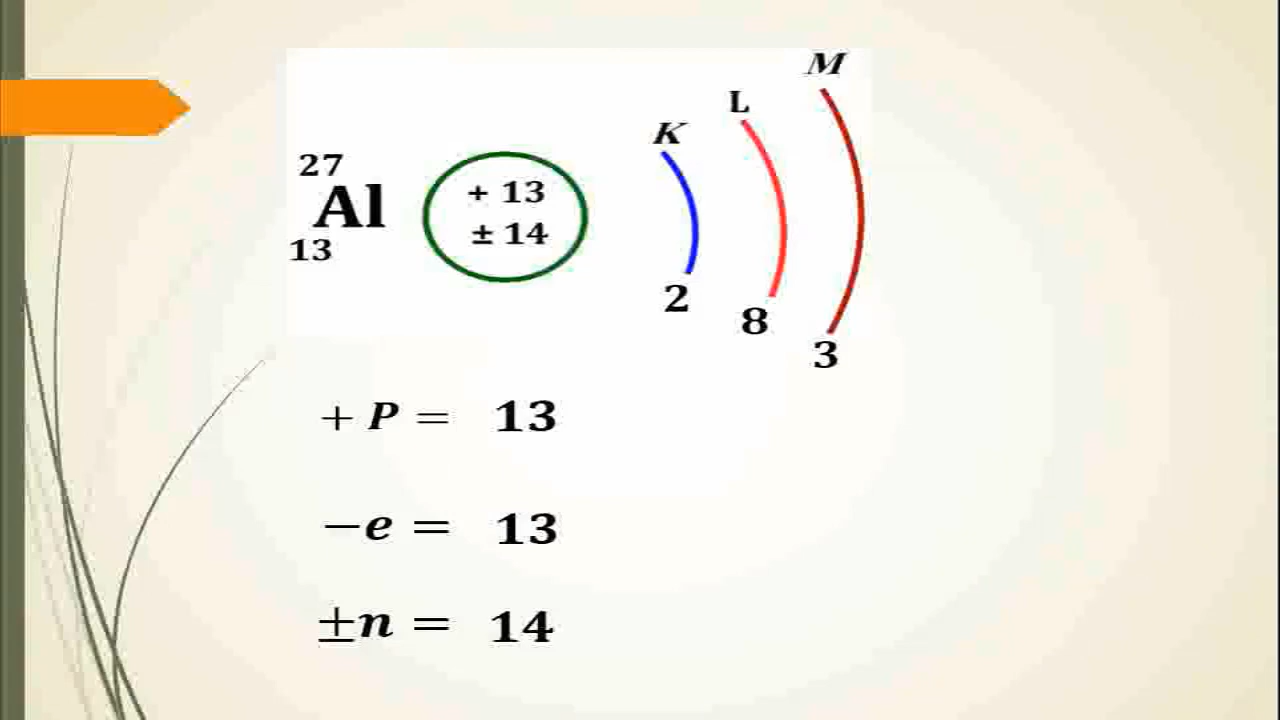 M
L
K
27
Al
13
+ 13
± 14
2
8
3
+ P = 13
−e = 13
±n = 14